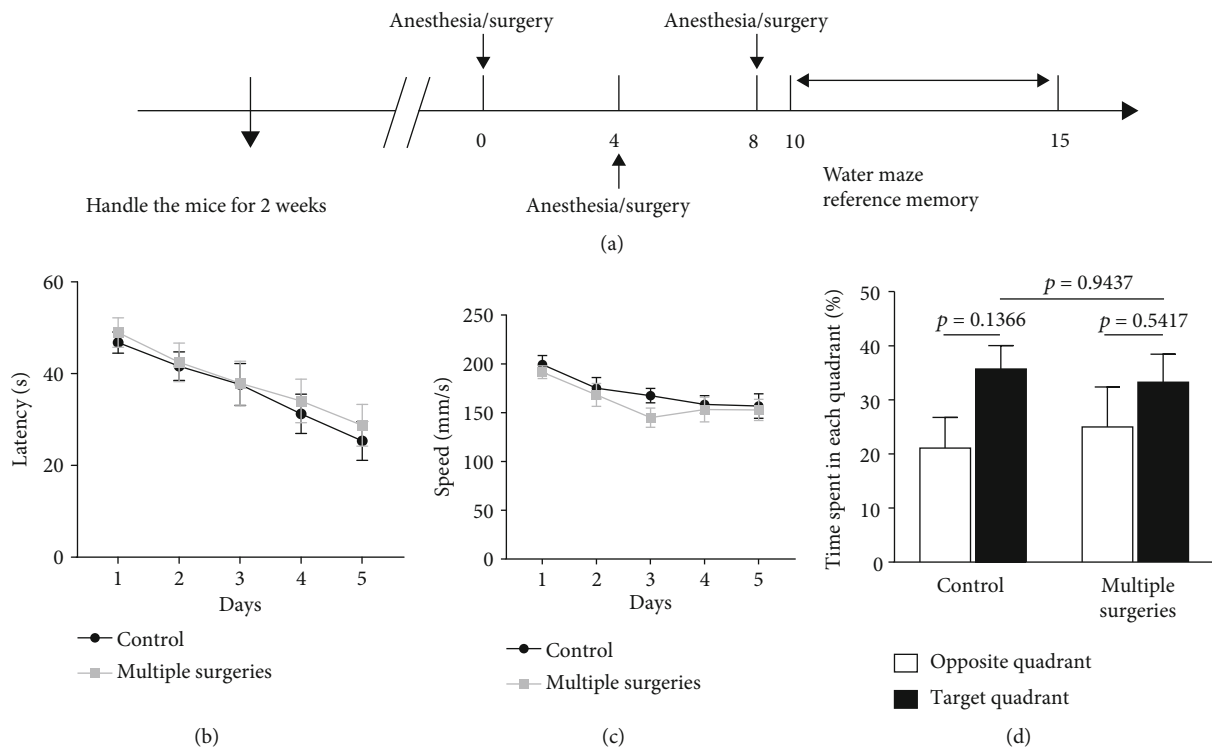 Anesthesia/surgery
Anesthesia/surgery
0
4
8
10
15
Handle the mice for 2 weeks
Anesthesia/surgery
Water maze
reference memory
(a)
60
40
20
0
Latency (s)
1 2 3 4 5
Days
Control
Multiple surgeries
(b)
250
200
150
100
50
0
Speed (mm/s)
1 2 3 4 5
Days
Control
Multiple surgeries
(c)
50
40
30
20
10
0
Time spent in each quadrant (%)
p = 0.9437
p = 0.1366
p = 0.5417
Control
Multiple
surgeries
Opposite quadrant
Target quadrant
(d)